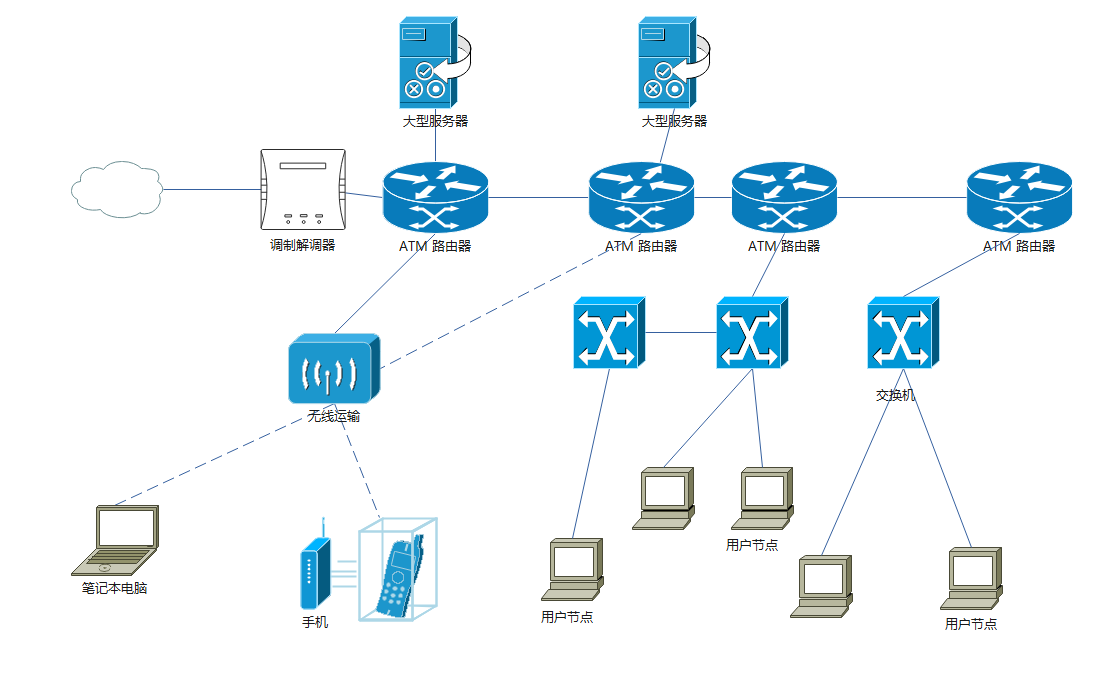 大型服务器
大型服务器
调制解调器
ATM 路由器
ATM 路由器
ATM 路由器
ATM 路由器
交换机
无线运输
用户节点
笔记本电脑
手机
用户节点
用户节点